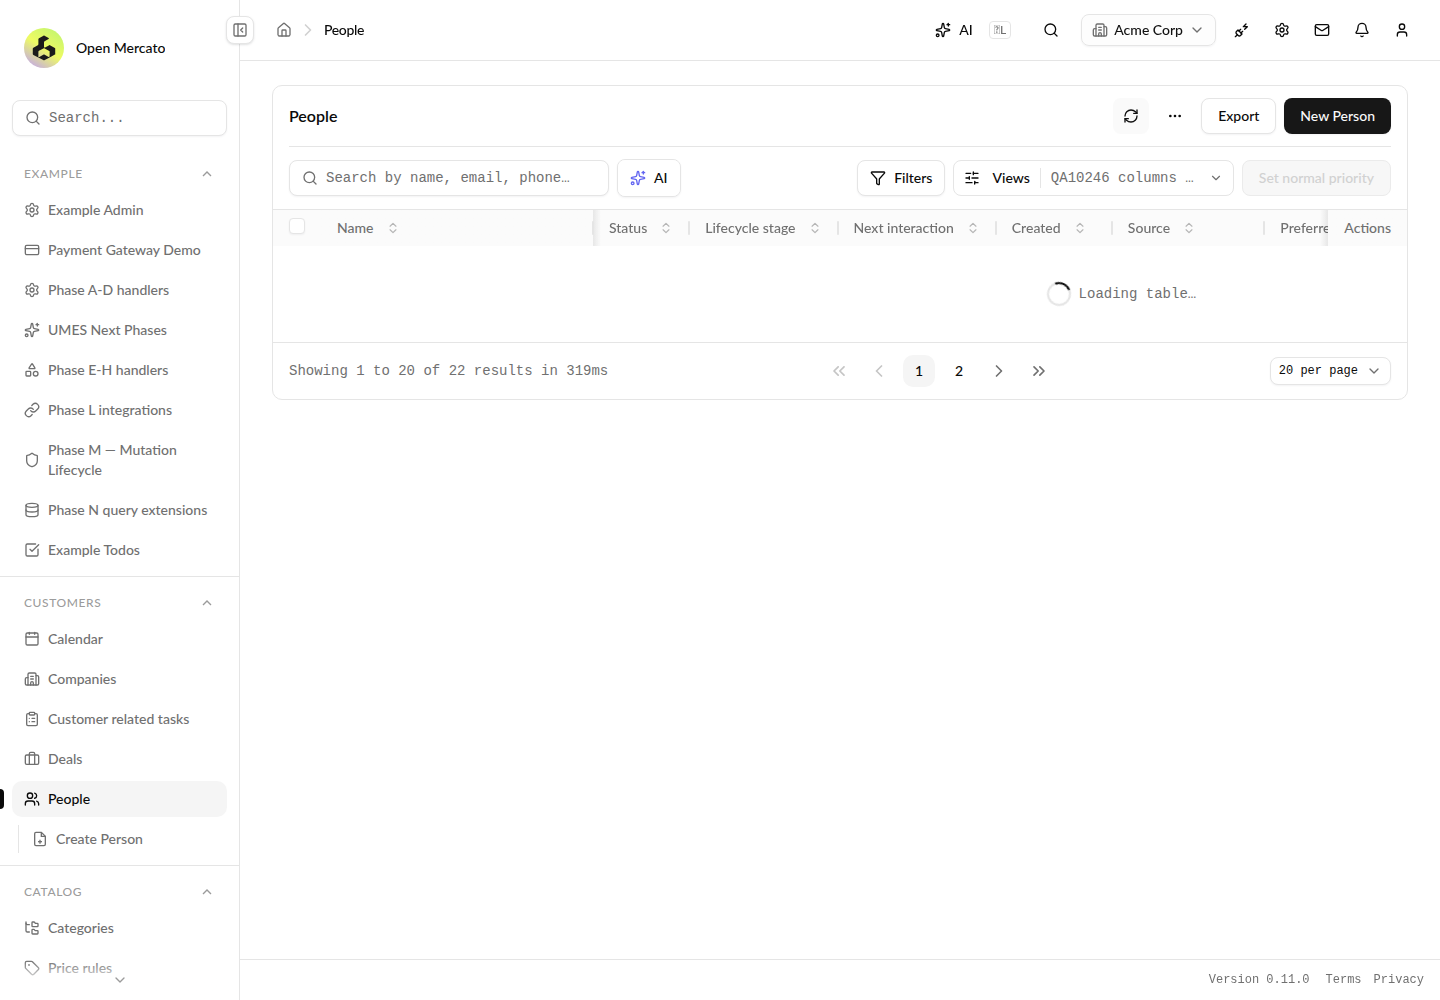 Open Mercato
People
AI
L
Acme Corp
Search...
EXAMPLE
Example Admin
Payment Gateway Demo
Phase A-D handlers
UMES Next Phases
Phase E-H handlers
Phase L integrations
Phase M — Mutation
Lifecycle
Phase N query extensions
Example Todos
CUSTOMERS
Calendar
Companies
Customer related tasks
Deals
People
Create Person
CATALOG
Categories
Price rules
People
Export
New Person
Search by name, email, phone…
AI
Filters
Views
QA10246 columns …
Set normal priority
Name
Status
Lifecycle stage
Next interaction
Created
Source
Preferre
Actions
Loading table…
Showing 1 to 20 of 22 results in 319ms
1
2
20 per page
Version 0.11.0
Terms
Privacy